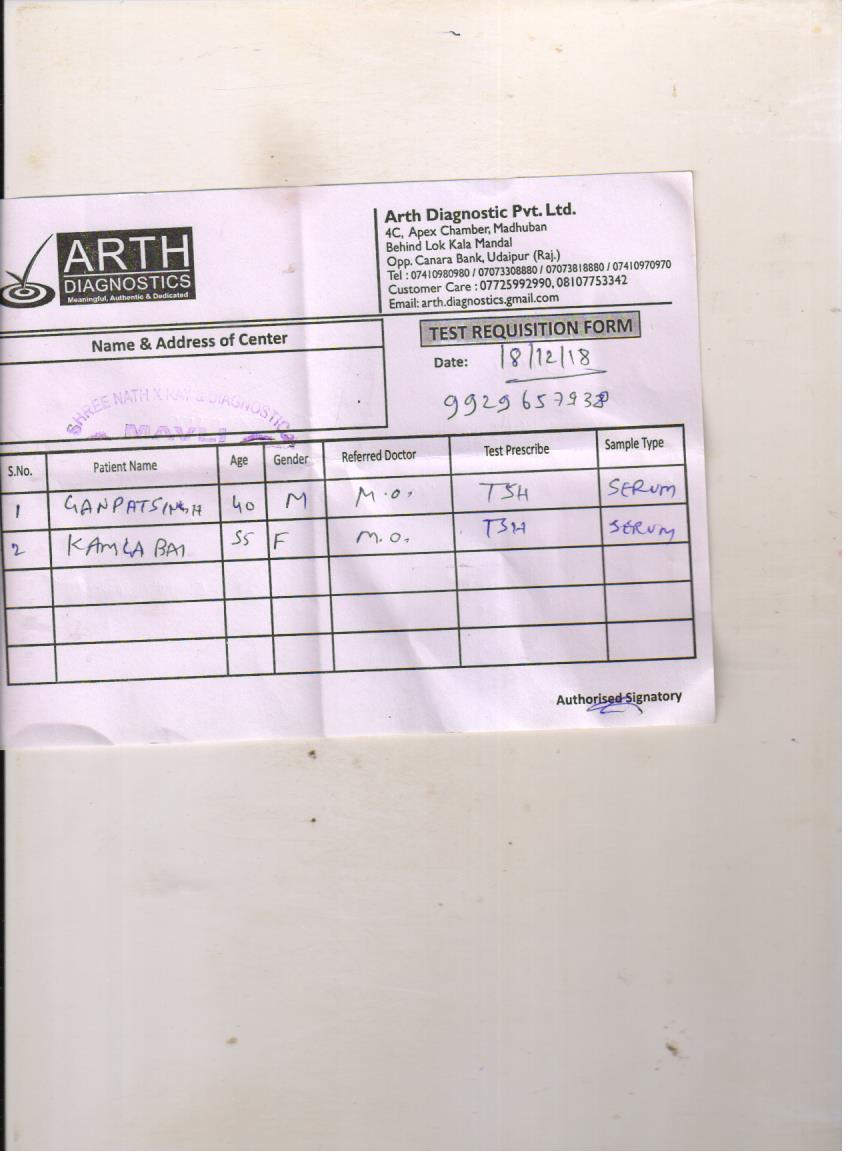 ARTH
DIAGNOSTICS
Meaningful, Authentic & Dedicated
Arth Diagnostic Pvt. Ltd.
4C, Apex Chamber, Madhuban
Behind Lok Kala Mandal
Opp. Canara Bank, Udaipur (Raj.)
Tel : 07410980980 / 07073308880 / 07073818880 / 07410970970
Customer Care : 07725992990, 08107753342
Email: arth.diagnostics.gmail.com
Name & Address of Center
TEST REQUISITION FORM
Date: 18/12/18
SHREE NATH X RAY & DIAGNOSTIC
MAVLI
S.No. Patient Name Age Gender Referred Doctor Test Prescribe Sample Type
1 GANPATSINGH 40 M M.O. TSH SERUM
2 KAMLA BAI 55 F M.O. TSH SERUM
Authorised Signatory